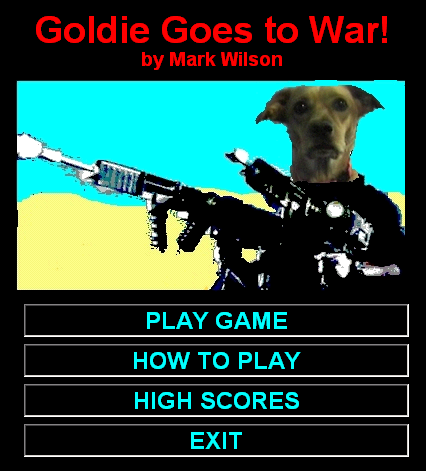 Goldie Goes to War!
by Mark Wilson
PLAY GAME
HOW TO PLAY
HIGH SCORES
EXIT